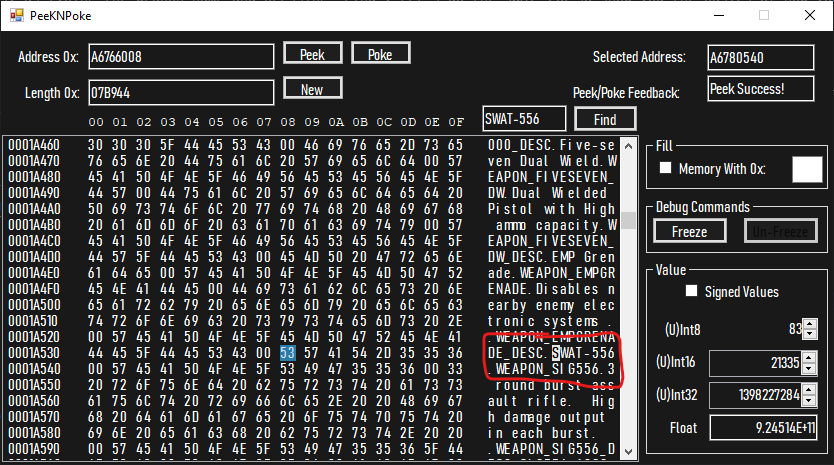 PeeKNPoke
Address 0x: A6766008 Peek Poke Selected Address: A6780540
Length 0x: 07B944 New Peek/Poke Feedback: Peek Success!
00 01 02 03 04 05 06 07 08 09 0A 0B 0C 0D 0E 0F SWAT-556 Find
0001A460 30 30 30 5F 44 45 53 43 00 46 69 76 65 2D 73 65 000_DESC.Five-se
0001A470 76 65 6E 20 44 75 61 6C 20 57 69 65 6C 64 00 57 ven Dual Wield.W
0001A480 45 41 50 4F 4E 5F 46 49 56 45 53 45 56 45 4E 5F EAPON_FIVESEVEN_
0001A490 44 57 00 44 75 61 6C 20 57 69 65 6C 64 65 64 20 DW.Dual Wielded
0001A4A0 50 69 73 74 6F 6C 20 77 69 74 68 20 48 69 67 68 Pistol with High
0001A4B0 20 61 6D 6D 6F 20 63 61 70 61 63 69 74 79 00 57 ammo capacity.W
0001A4C0 45 41 50 4F 4E 5F 46 49 56 45 53 45 56 45 4E 5F EAPON_FIVESEVEN_
0001A4D0 44 57 5F 44 45 53 43 00 45 4D 50 20 47 72 65 6E DW_DESC.EMP Gren
0001A4E0 61 64 65 00 57 45 41 50 4F 4E 5F 45 4D 50 47 52 ade.WEAPON_EMPGR
0001A4F0 45 4E 41 44 45 00 44 69 73 61 62 6C 65 73 20 6E ENADE.Disables n
0001A500 65 61 72 62 79 20 65 6E 65 6D 79 20 65 6C 65 63 earby enemy elec
0001A510 74 72 6F 6E 69 63 20 73 79 73 74 65 6D 73 20 2E tronic systems .
0001A520 00 57 45 41 50 4F 4E 5F 45 4D 50 47 52 45 4E 41 .WEAPON_EMPGRENA
0001A530 44 45 5F 44 45 53 43 00 53 57 41 54 2D 35 35 36 DE_DESC.SWAT-556
0001A540 00 57 45 41 50 4F 4E 5F 53 49 47 35 35 36 00 33 .WEAPON_SIG556.3
0001A550 20 72 6F 75 6E 64 20 62 75 72 73 74 20 61 73 73 round burst ass
0001A560 61 75 6C 74 20 72 69 66 6C 65 2E 20 20 48 69 67 ault rifle.  Hig
0001A570 68 20 64 61 6D 61 67 65 20 6F 75 74 70 75 74 20 h damage output
0001A580 69 6E 20 65 61 63 68 20 62 75 72 73 74 2E 20 20 in each burst.
0001A590 00 57 45 41 50 4F 4E 5F 53 49 47 35 35 36 5F 44 .WEAPON_SIG556_D
Fill
Memory With 0x:
Debug Commands
Freeze Un-Freeze
Value
Signed Values
(U)Int8 83
(U)Int16 21335
(U)Int32 1398227284
Float 9.24514E+11